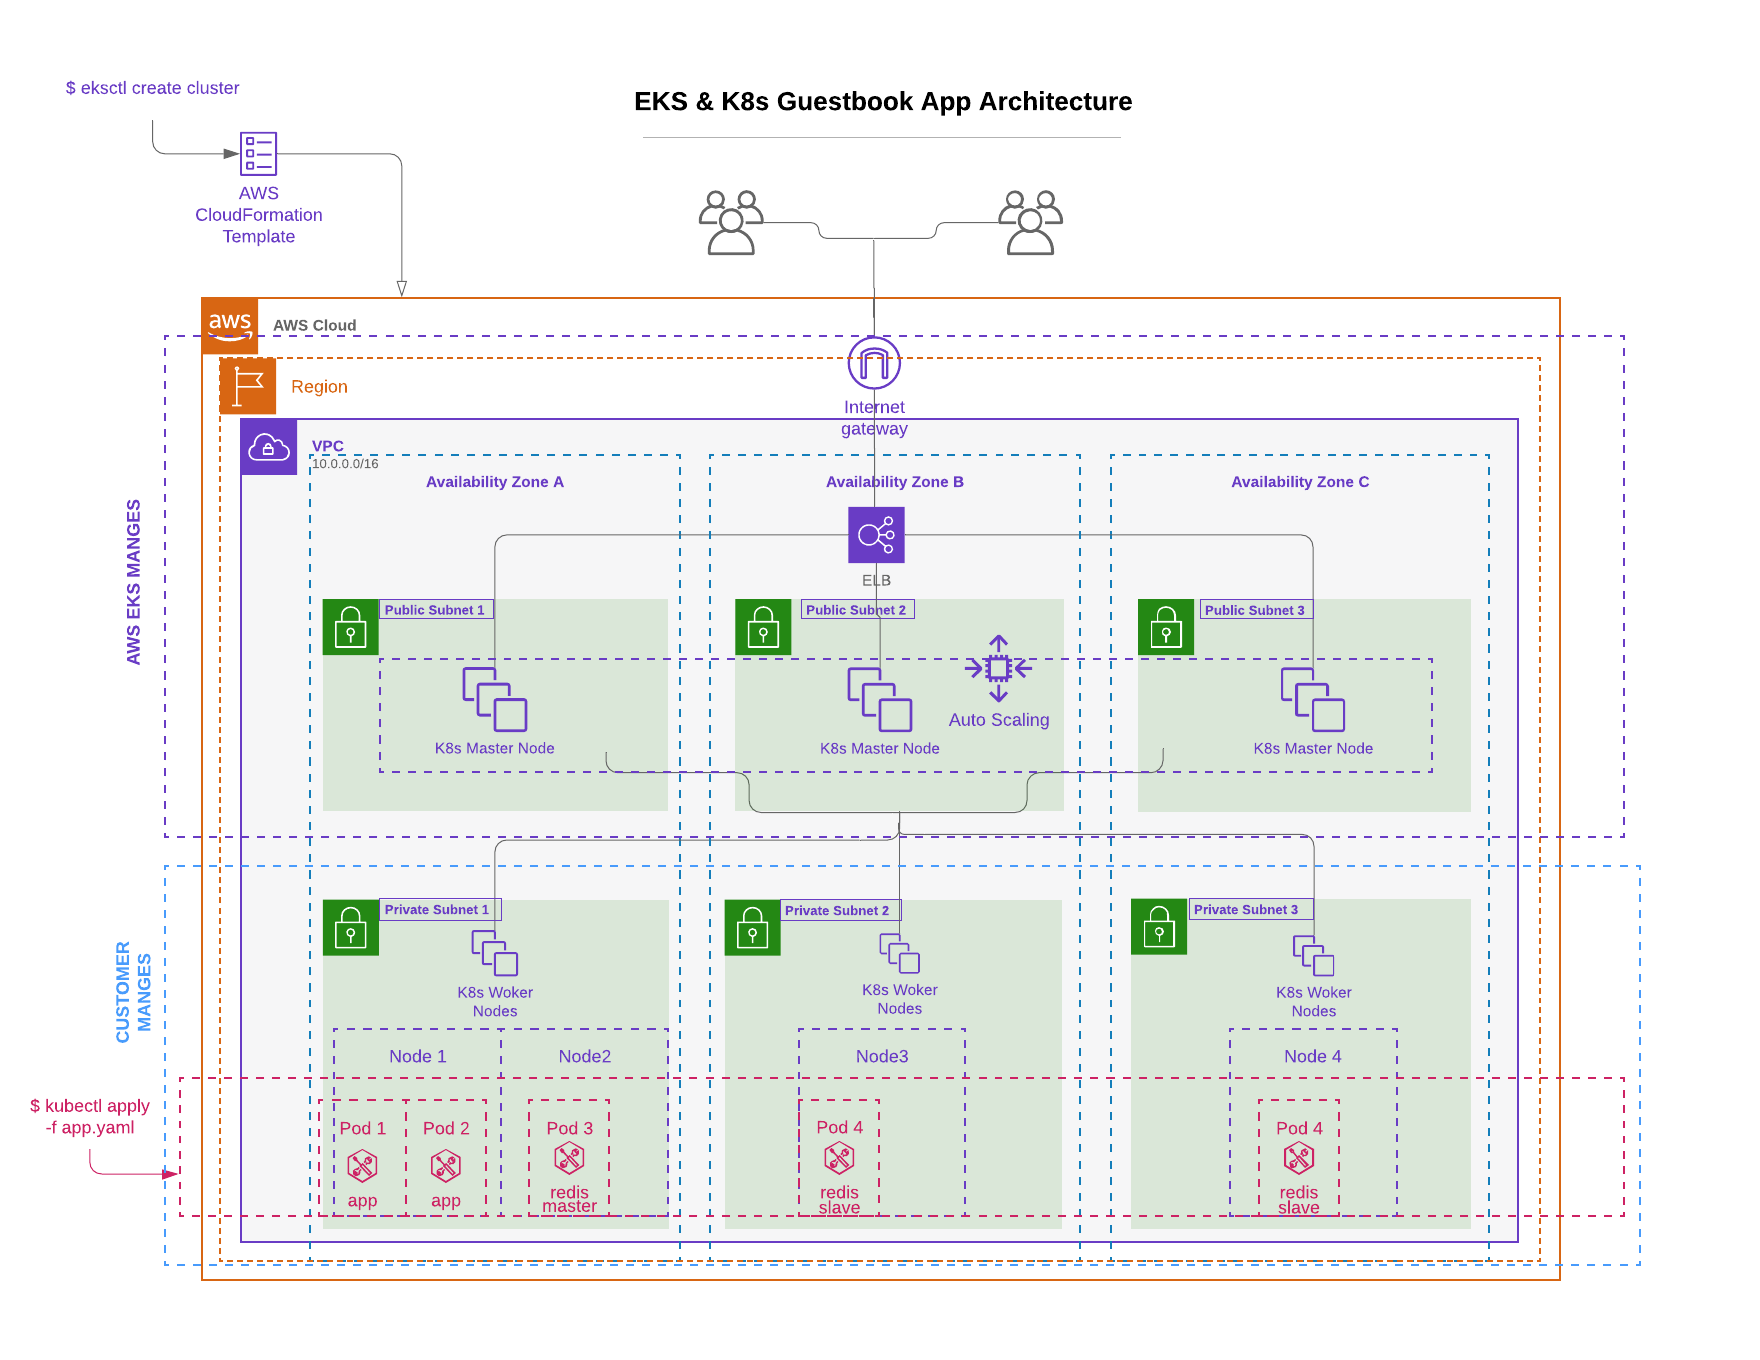 $ eksctl create cluster
EKS & K8s Guestbook App Architecture
AWS
CloudFormation
Template
aws
AWS Cloud
Region
Internet
gateway
VPC
10.0.0.0/16
Availability Zone A
Availability Zone B
Availability Zone C
AWS EKS MANGES
ELB
Public Subnet 1
Public Subnet 2
Public Subnet 3
Auto Scaling
K8s Master Node
K8s Master Node
K8s Master Node
CUSTOMER
MANGES
Private Subnet 1
Private Subnet 2
Private Subnet 3
K8s Woker
Nodes
K8s Woker
Nodes
K8s Woker
Nodes
Node 1
Node2
Node3
Node 4
$ kubectl apply
-f app.yaml
Pod 1
app
Pod 2
app
Pod 3
redis
master
Pod 4
redis
slave
Pod 4
redis
slave